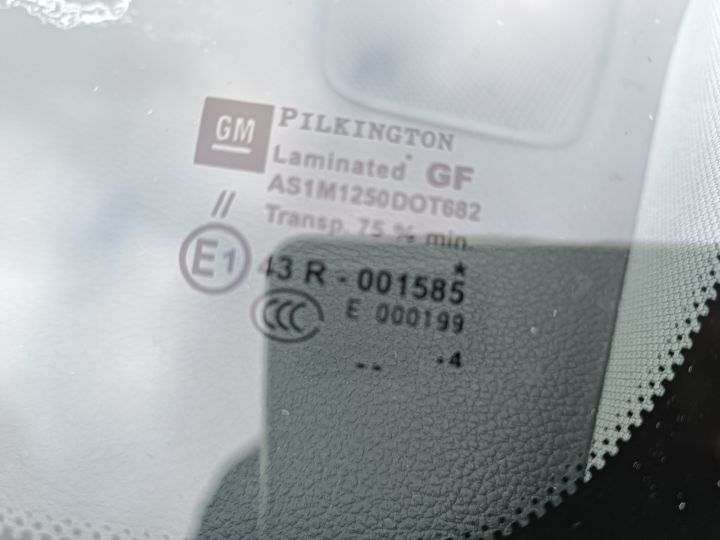 GM
PILKINGTON
Laminated GF
AS1M1250DOT682
Transp. 75 % min.
//
E1
43 R - 001585
CCC
E 000199
-- .4